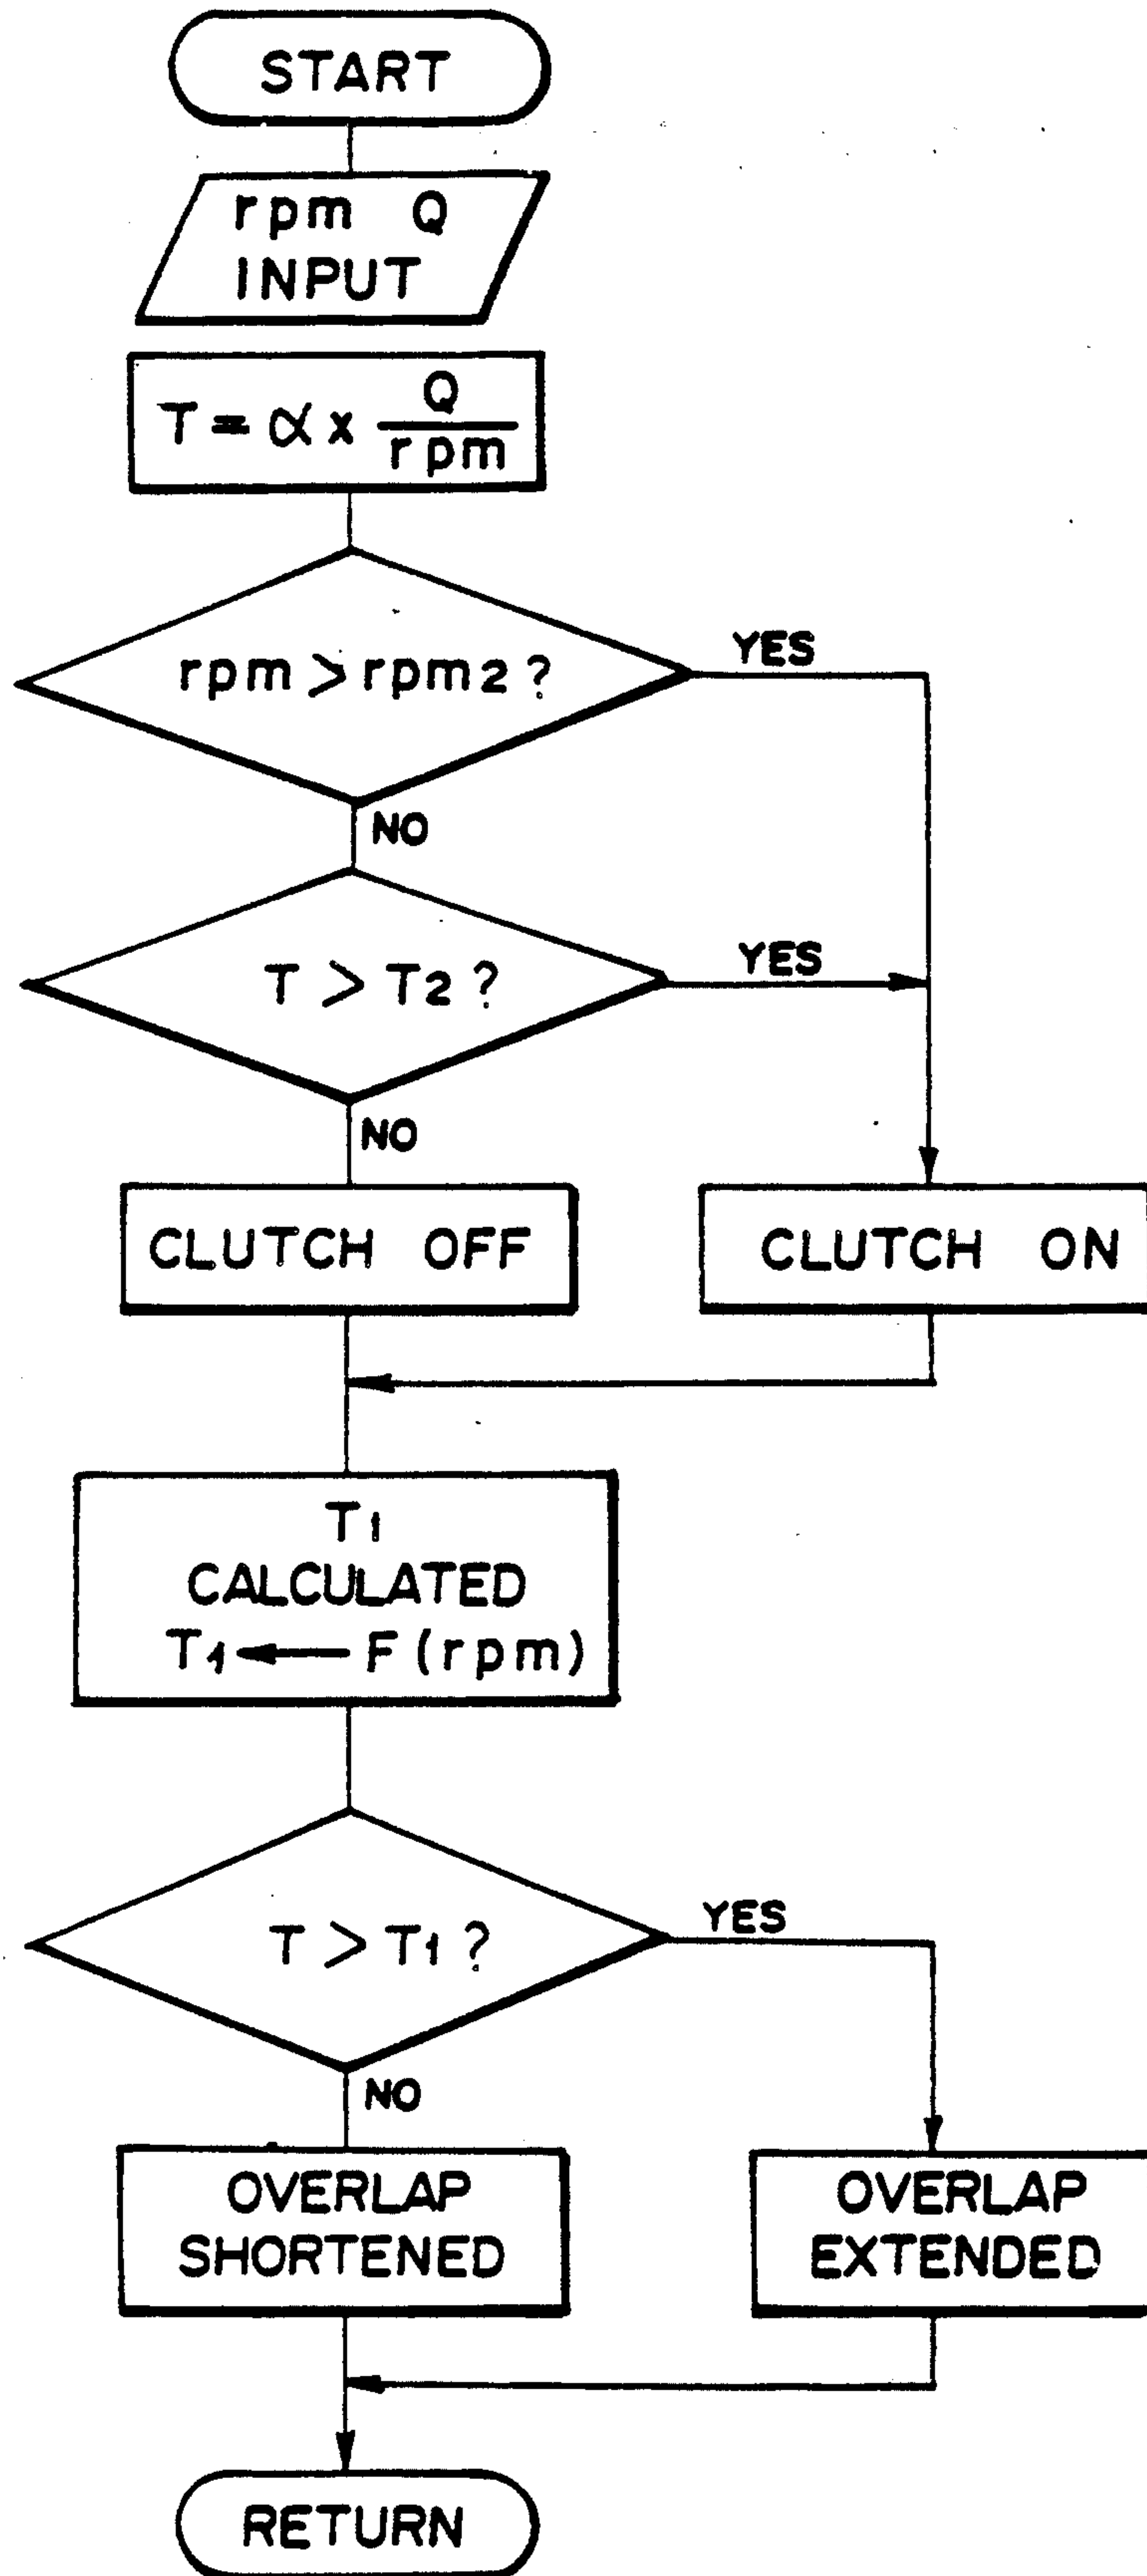 START
rpm Q
INPUT
T = α x Q/rpm
rpm > rpm2 ?
YES
NO
T > T2 ?
YES
NO
CLUTCH OFF
CLUTCH ON
T1
CALCULATED
T1 ← F (rpm)
T > T1 ?
YES
NO
OVERLAP
SHORTENED
OVERLAP
EXTENDED
RETURN